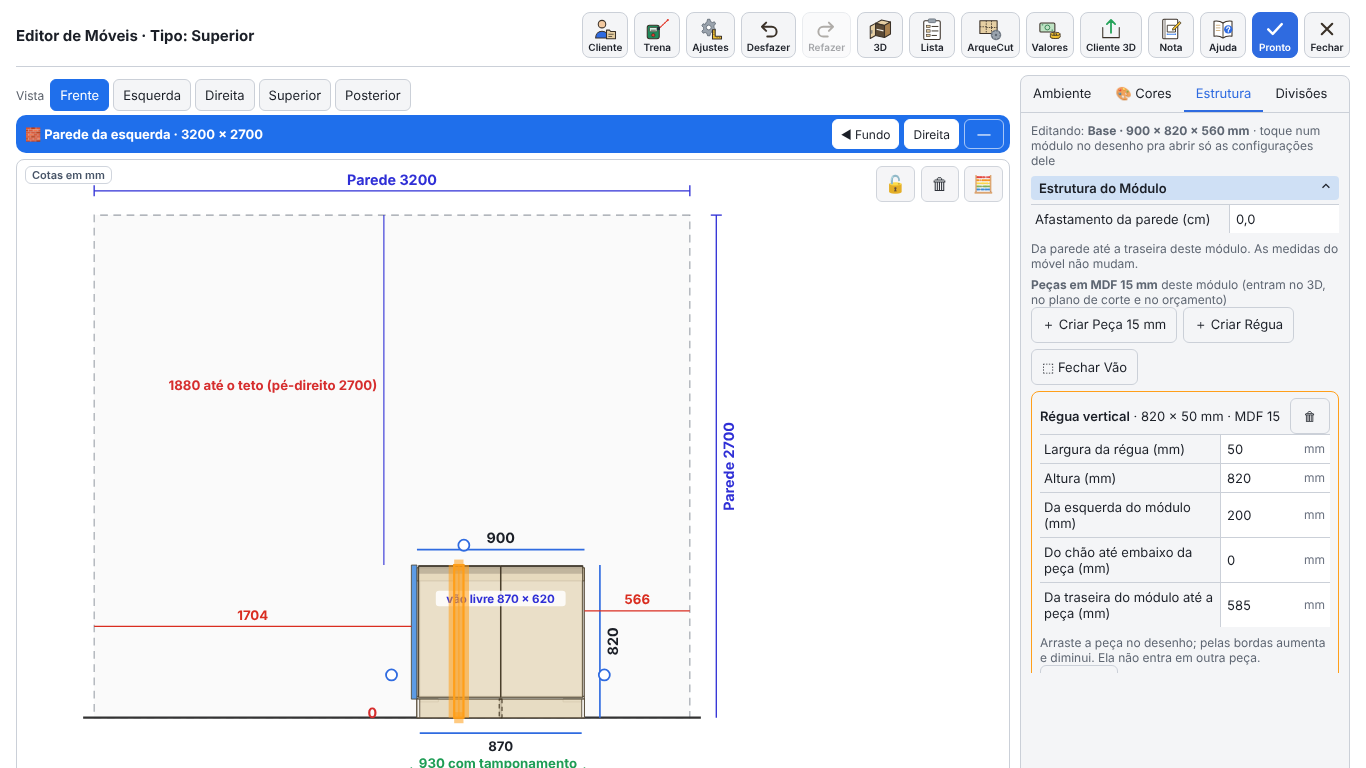 Editor de Móveis · Tipo: Superior
Cliente
Trena
Ajustes
Desfazer
Refazer
3D
Lista
ArqueCut
Valores
Cliente 3D
Nota
Ajuda
Pronto
Fechar
Vista
Frente
Esquerda
Direita
Superior
Posterior
Parede da esquerda · 3200 × 2700
◀ Fundo
Direita
—
Cotas em mm
Parede 3200
1880 até o teto (pé-direito 2700)
Parede 2700
900
vão livre 870 × 620
566
1704
820
0
870
930 com tamponamento
Ambiente
Cores
Estrutura
Divisões
Editando: Base · 900 × 820 × 560 mm · toque num
módulo no desenho pra abrir só as configurações
dele
Estrutura do Módulo
Afastamento da parede (cm)
0,0
Da parede até a traseira deste módulo. As medidas do
móvel não mudam.
Peças em MDF 15 mm deste módulo (entram no 3D,
no plano de corte e no orçamento)
+ Criar Peça 15 mm
+ Criar Régua
Fechar Vão
Régua vertical · 820 × 50 mm · MDF 15
Largura da régua (mm)
50 mm
Altura (mm)
820 mm
Da esquerda do módulo
(mm)
200 mm
Do chão até embaixo da
peça (mm)
0 mm
Da traseira do módulo até a
peça (mm)
585 mm
Arraste a peça no desenho; pelas bordas aumenta
e diminui. Ela não entra em outra peça.